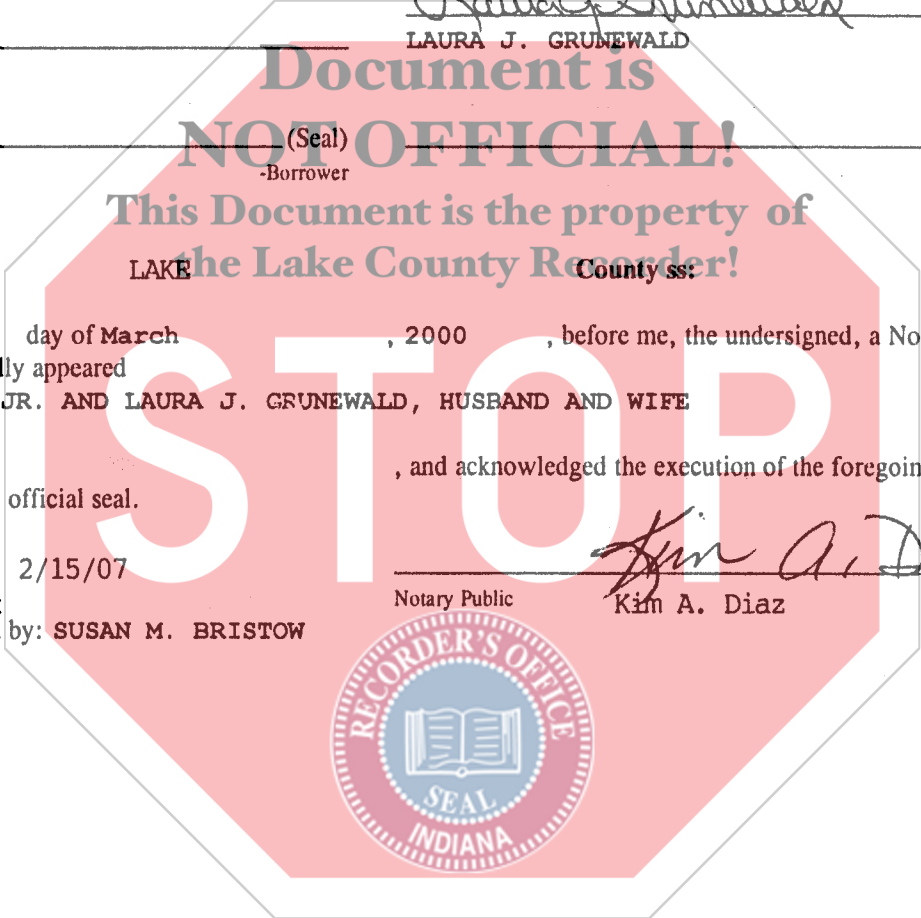 Laura J. Grunewald
LAURA J. GRUNEWALD
Document is
NOT OFFICIAL!
(Seal)
-Borrower
This Document is the property of
the Lake County Recorder!
LAKE County ss:
day of March , 2000 , before me, the undersigned, a No
lly appeared
JR. AND LAURA J. GRUNEWALD, HUSBAND AND WIFE
STOP
, and acknowledged the execution of the foregoin
official seal.
Kim A. D
2/15/07
Notary Public Kim A. Diaz
by: SUSAN M. BRISTOW
RECORDER'S OFFICE
SEAL
INDIANA